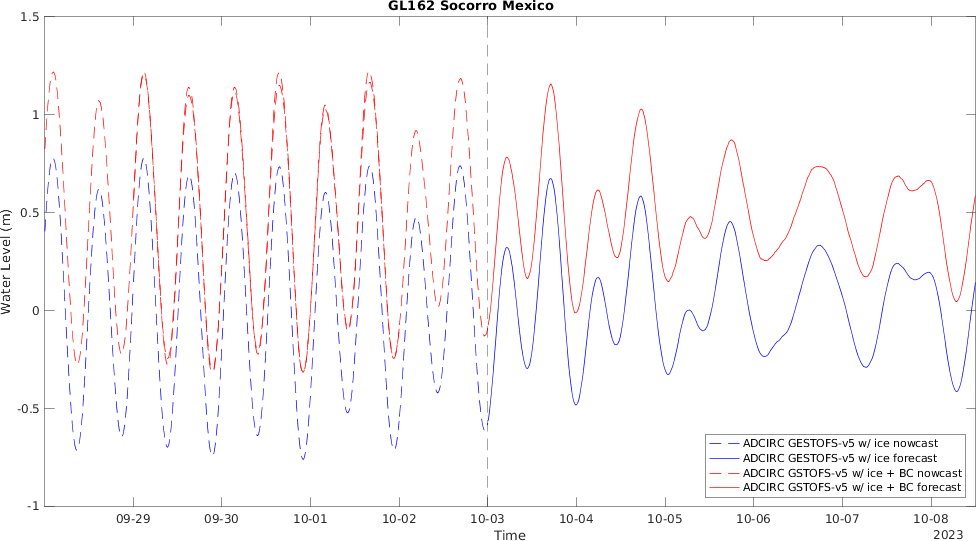 GL162 Socorro Mexico
1.5
1
0.5
0
-0.5
-1
Water Level (m)
09-29
09-30
10-01
10-02
10-03
10-04
10-05
10-06
10-07
10-08
Time
2023
ADCIRC GESTOFS-v5 w/ ice nowcast
ADCIRC GESTOFS-v5 w/ ice forecast
ADCIRC GSTOFS-v5 w/ ice + BC nowcast
ADCIRC GSTOFS-v5 w/ ice + BC forecast